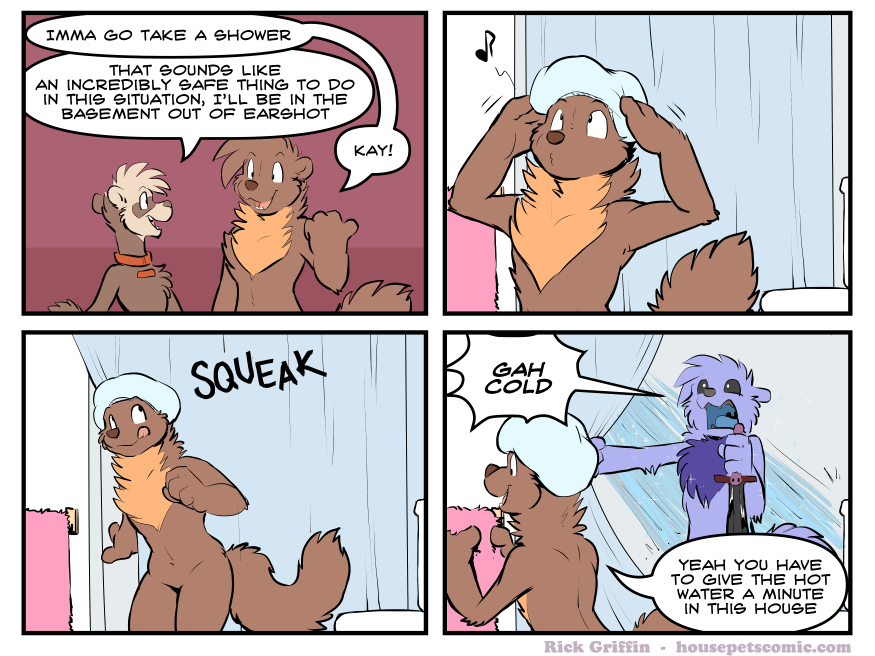 IMMA GO TAKE A SHOWER
THAT SOUNDS LIKE
AN INCREDIBLY SAFE THING TO DO
IN THIS SITUATION, I'LL BE IN THE
BASEMENT OUT OF EARSHOT
KAY!
SQUEAK
GAH
COLD
YEAH YOU HAVE
TO GIVE THE HOT
WATER A MINUTE
IN THIS HOUSE
Rick Griffin - housepetscomic.com